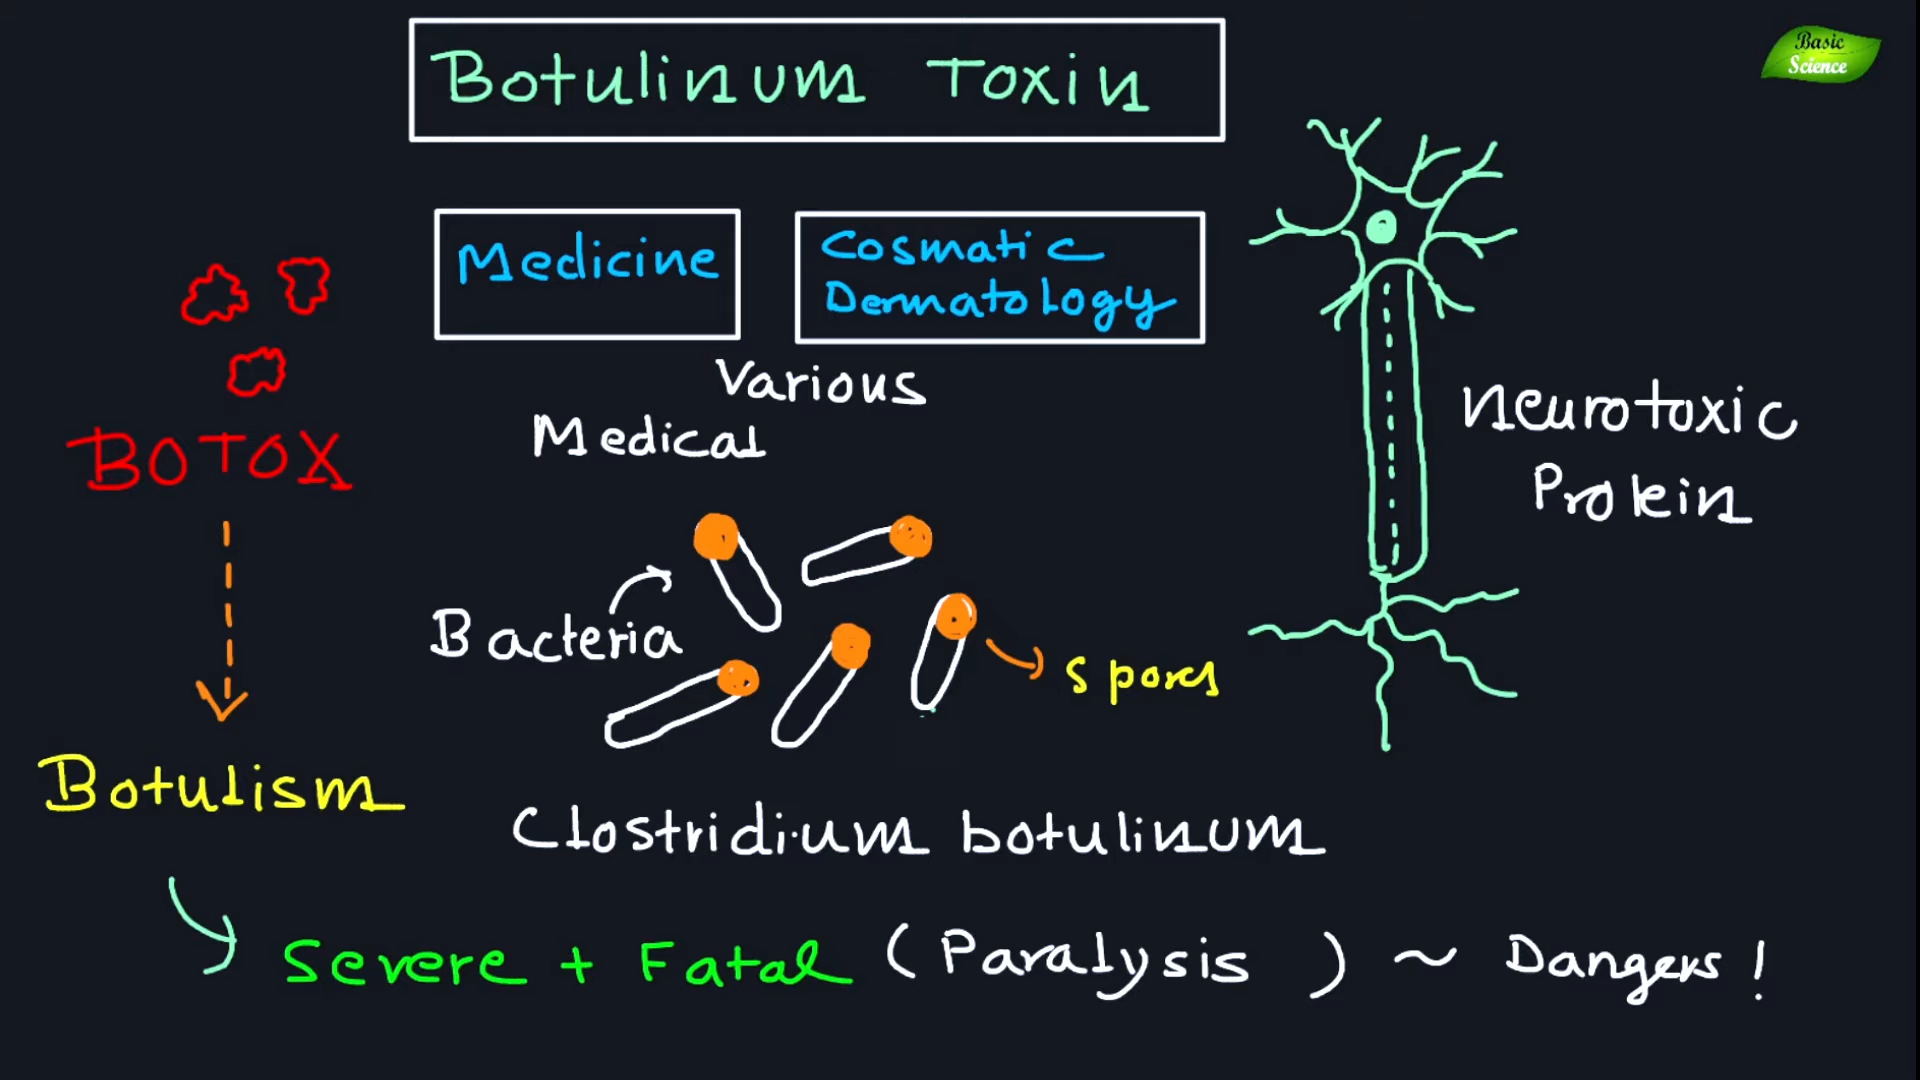 Botulinum Toxin
Basic
Science
Medicine
Cosmatic
Dermatology
Various
Medical
BOTOX
Neurotoxic
Protein
Bacteria
Spores
Botulism
Clostridium botulinum
Severe + Fatal (Paralysis) ~ Dangers!